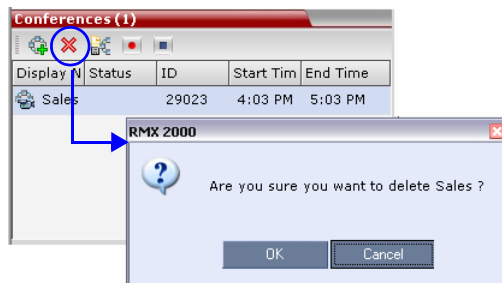 Conferences (1)
Display N Status ID Start Tim End Time
Sales 29023 4:03 PM 5:03 PM
RMX 2000
Are you sure you want to delete Sales ?
OK Cancel